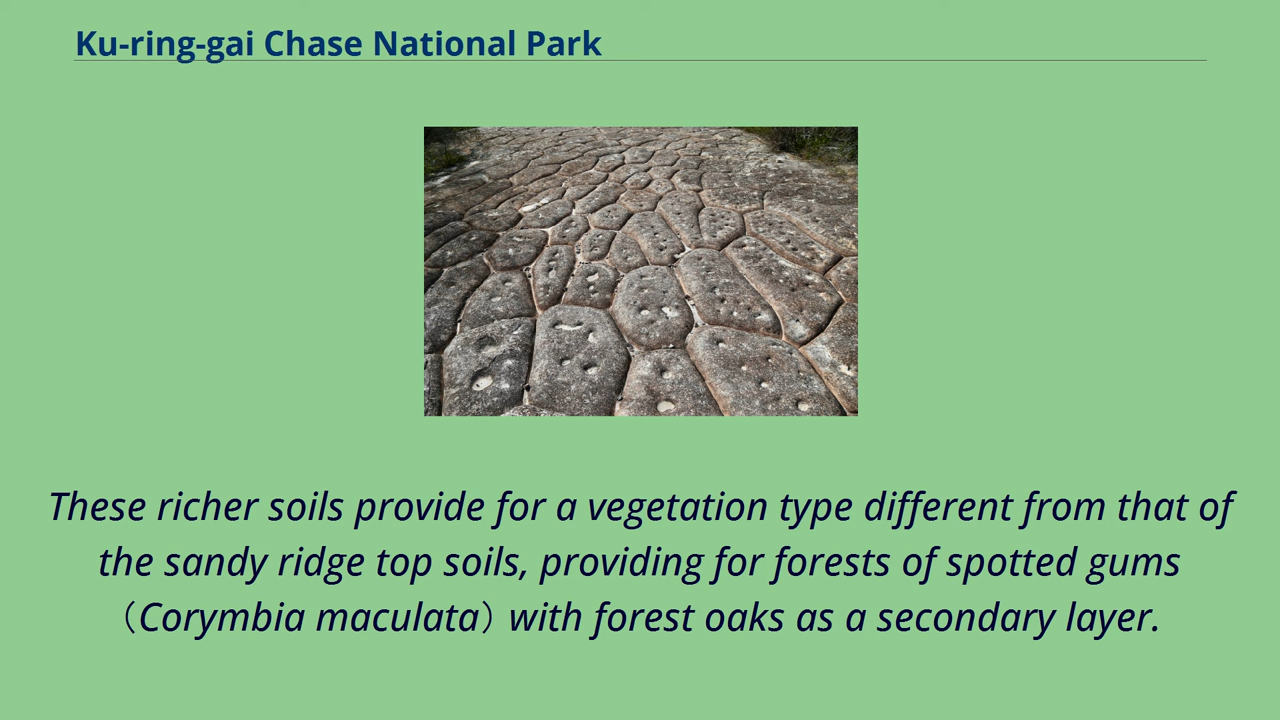 Ku-ring-gai Chase National Park
These richer soils provide for a vegetation type different from that of
the sandy ridge top soils, providing for forests of spotted gums
（Corymbia maculata）with forest oaks as a secondary layer.